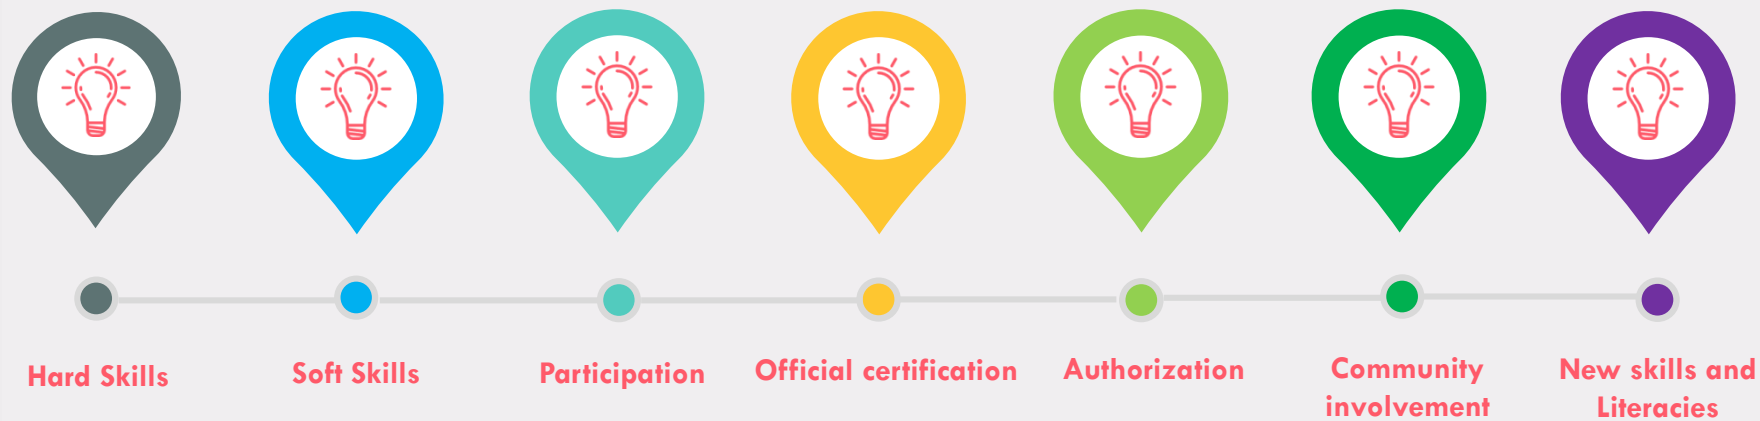 Hard Skills
Soft Skills
Participation
Official certification
Authorization
Community
involvement
New skills and
Literacies